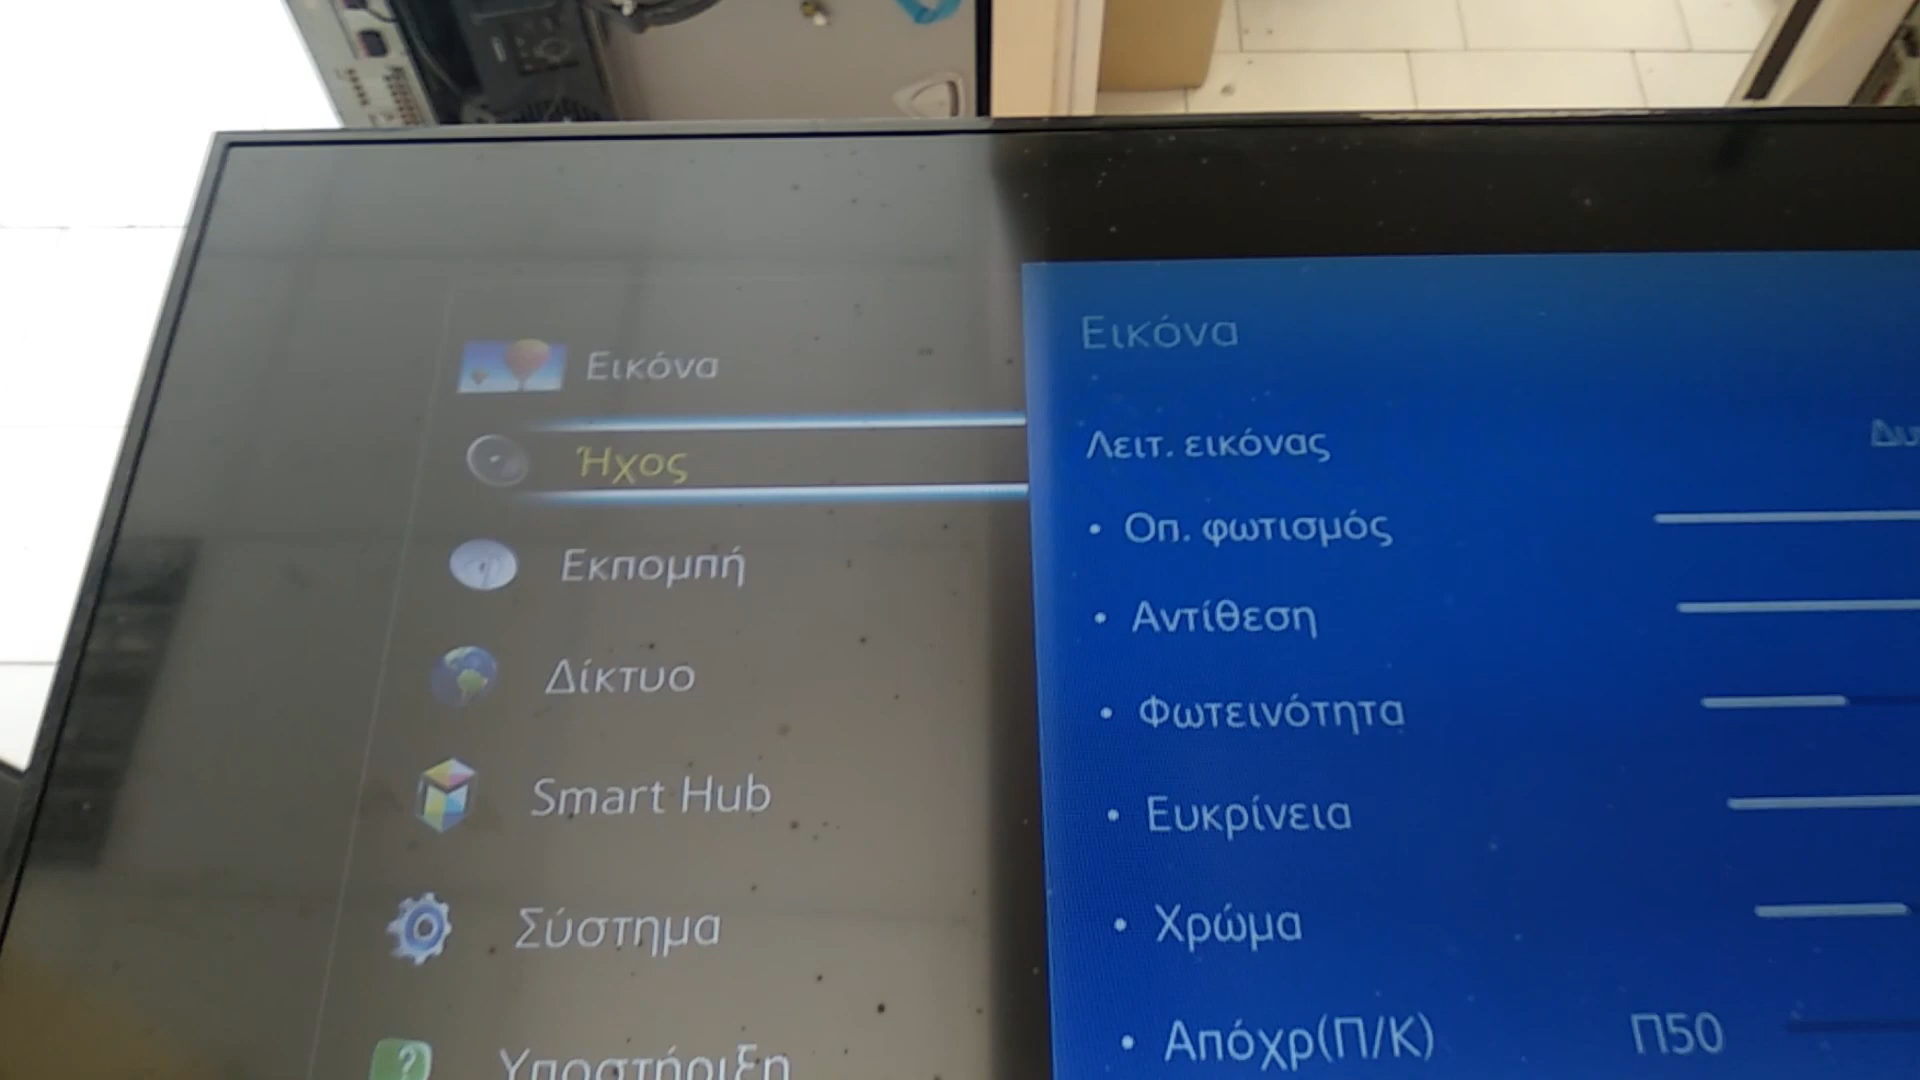 Εικόνα
Ήχος
Εκπομπή
Δίκτυο
Smart Hub
Σύστημα
Υποστήριξη
Εικόνα
Λειτ. εικόνας
• Οπ. φωτισμός
• Αντίθεση
• Φωτεινότητα
• Ευκρίνεια
• Χρώμα
• Απόχρ(Π/Κ) Π50